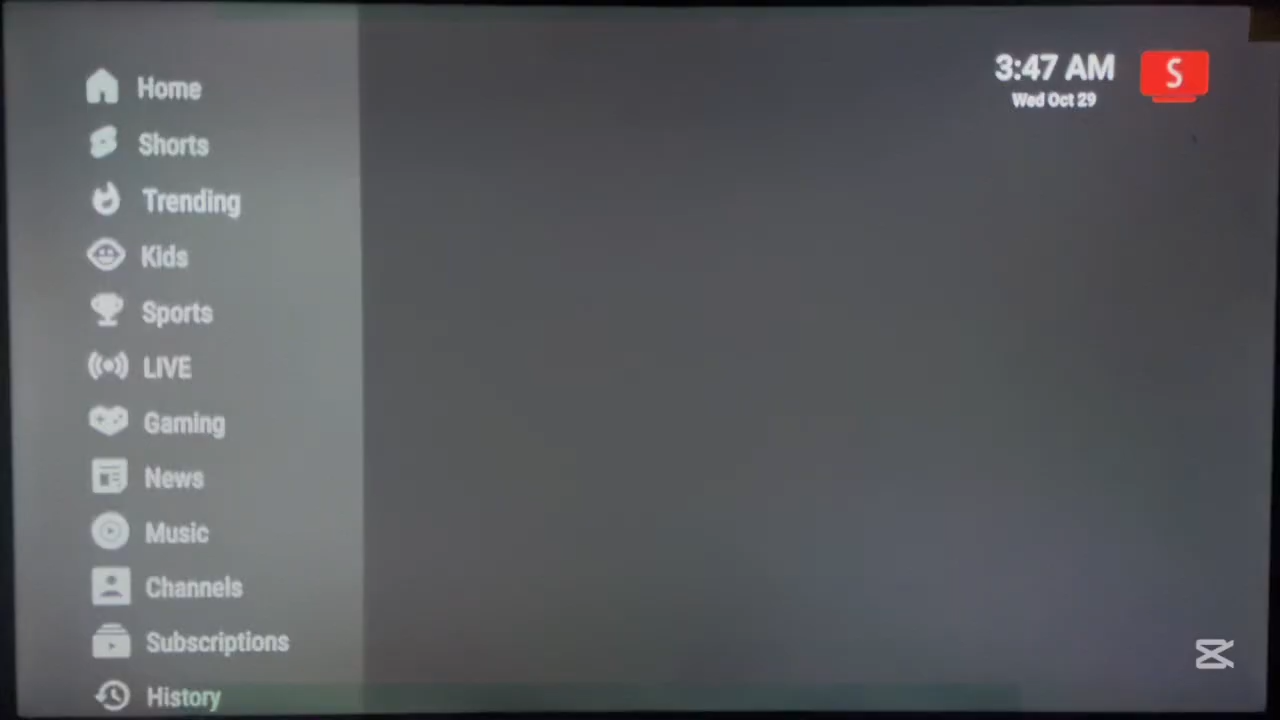 Home
Shorts
Trending
Kids
Sports
LIVE
Gaming
News
Music
Channels
Subscriptions
History
3:47 AM
Wed Oct 29
S